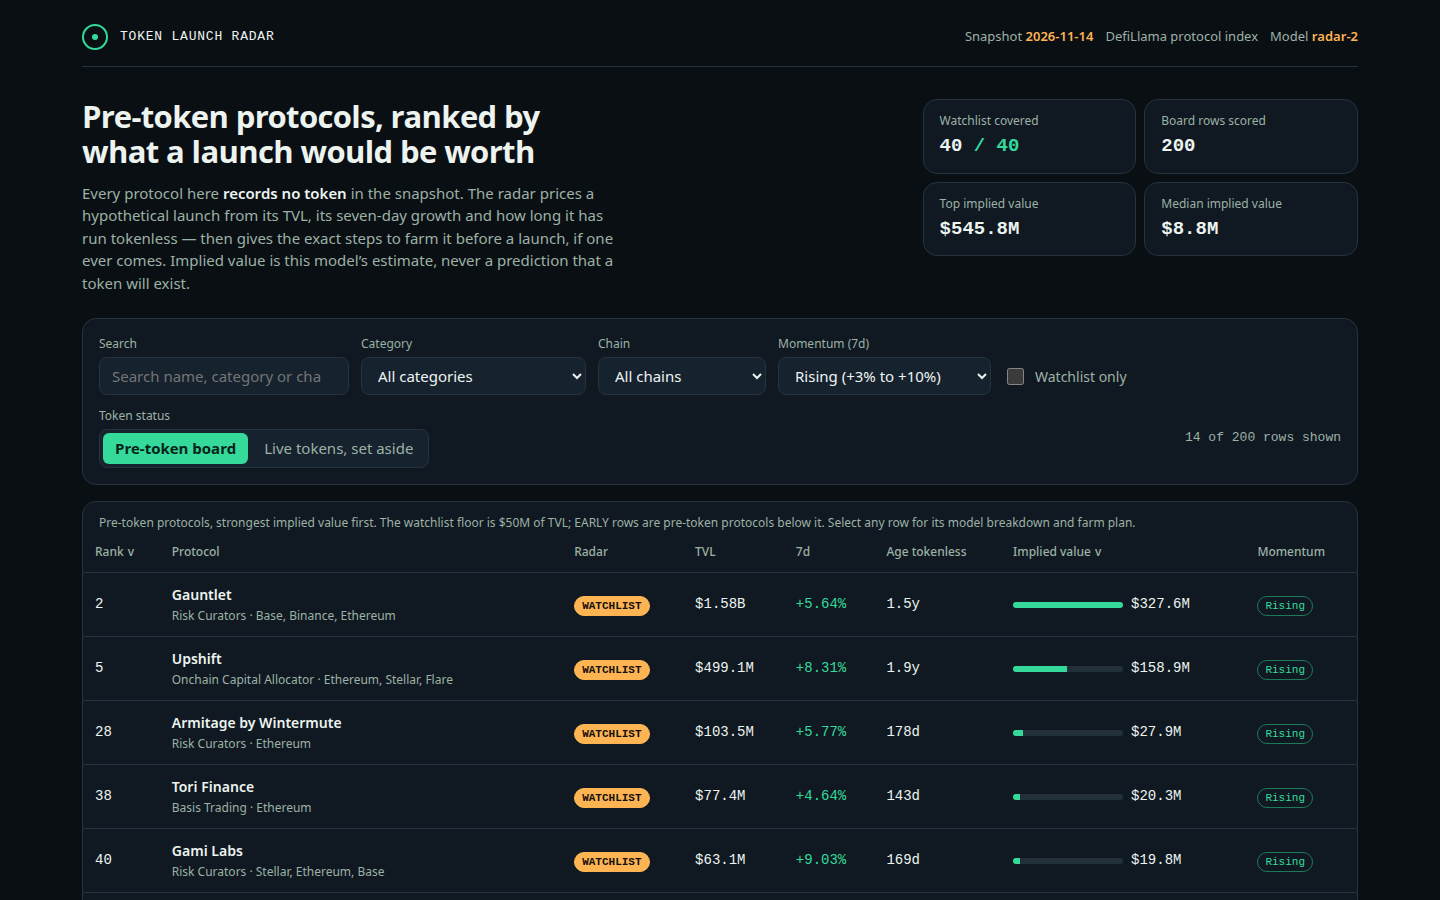 TOKEN LAUNCH RADAR
Snapshot 2026-11-14 DefiLlama protocol index Model radar-2
Pre-token protocols, ranked by
what a launch would be worth
Every protocol here records no token in the snapshot. The radar prices a
hypothetical launch from its TVL, its seven-day growth and how long it has
run tokenless — then gives the exact steps to farm it before a launch, if one
ever comes. Implied value is this model’s estimate, never a prediction that a
token will exist.
Watchlist covered
40 / 40
Board rows scored
200
Top implied value
$545.8M
Median implied value
$8.8M
Search
Category
Chain
Momentum (7d)
Search name, category or cha
All categories
All chains
Rising (+3% to +10%)
Watchlist only
Token status
Pre-token board
Live tokens, set aside
14 of 200 rows shown
Pre-token protocols, strongest implied value first. The watchlist floor is $50M of TVL; EARLY rows are pre-token protocols below it. Select any row for its model breakdown and farm plan.
Rank v Protocol Radar TVL 7d Age tokenless Implied value v Momentum
2 Gauntlet WATCHLIST $1.58B +5.64% 1.5y $327.6M Rising
Risk Curators · Base, Binance, Ethereum
5 Upshift WATCHLIST $499.1M +8.31% 1.9y $158.9M Rising
Onchain Capital Allocator · Ethereum, Stellar, Flare
28 Armitage by Wintermute WATCHLIST $103.5M +5.77% 178d $27.9M Rising
Risk Curators · Ethereum
38 Tori Finance WATCHLIST $77.4M +4.64% 143d $20.3M Rising
Basis Trading · Ethereum
40 Gami Labs WATCHLIST $63.1M +9.03% 169d $19.8M Rising
Risk Curators · Stellar, Ethereum, Base